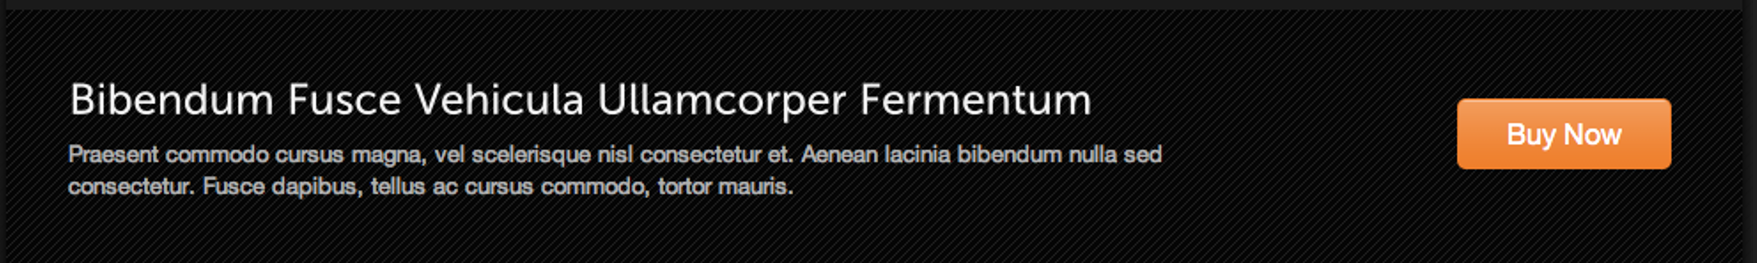 Bibendum Fusce Vehicula Ullamcorper Fermentum
Praesent commodo cursus magna, vel scelerisque nisl consectetur et. Aenean lacinia bibendum nulla sed
consectetur. Fusce dapibus, tellus ac cursus commodo, tortor mauris.
Buy Now